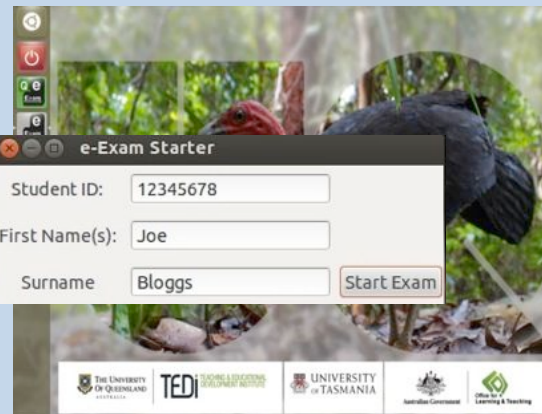 e
Exam
e
e-Exam Starter
Student ID: 12345678
First Name(s): Joe
Surname Bloggs Start Exam
THE UNIVERSITY
OF QUEENSLAND
AUSTRALIA
TEDI TEACHING & EDUCATIONAL
DEVELOPMENT INSTITUTE
UNIVERSITY
of TASMANIA
Australian Government
Office for
Learning & Teaching